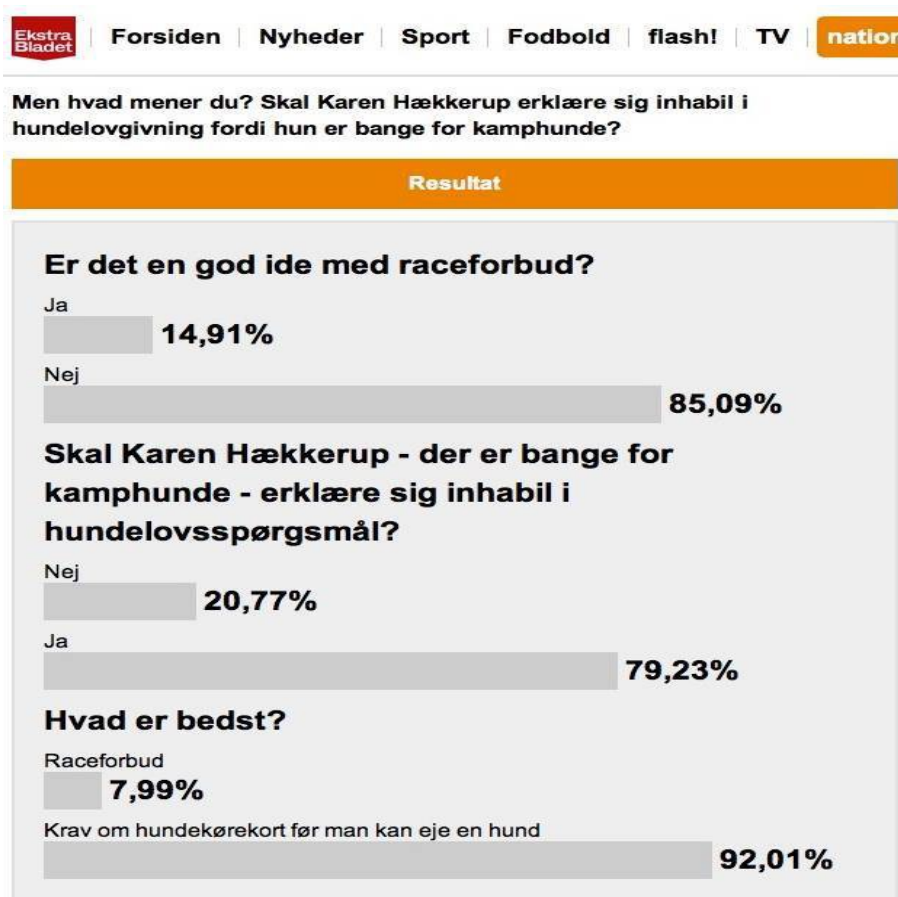 Ekstra
Bladet
Forsiden Nyheder Sport Fodbold flash! TV nation
Men hvad mener du? Skal Karen Hækkerup erklære sig inhabil i
hundelovgivning fordi hun er bange for kamphunde?
Resultat
Er det en god ide med raceforbud?
Ja
14,91%
Nej
85,09%
Skal Karen Hækkerup - der er bange for
kamphunde - erklære sig inhabil i
hundelovsspørgsmål?
Nej
20,77%
Ja
79,23%
Hvad er bedst?
Raceforbud
7,99%
Krav om hundekørekort før man kan eje en hund
92,01%